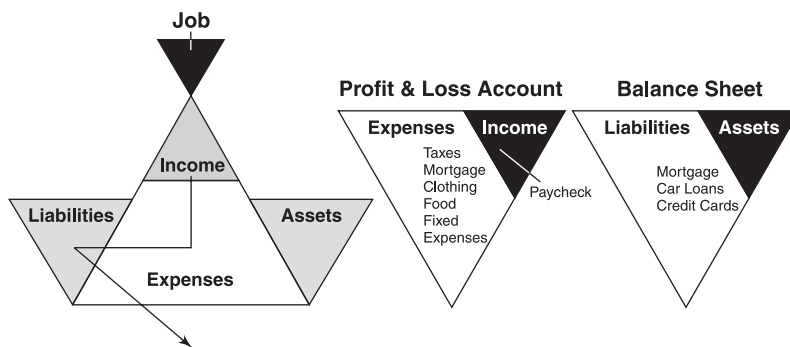 Job
Income
Liabilities
Assets
Expenses
Profit & Loss Account
Expenses
Income
Taxes
Mortgage
Clothing
Food
Fixed
Expenses
Paycheck
Balance Sheet
Liabilities
Assets
Mortgage
Car Loans
Credit Cards